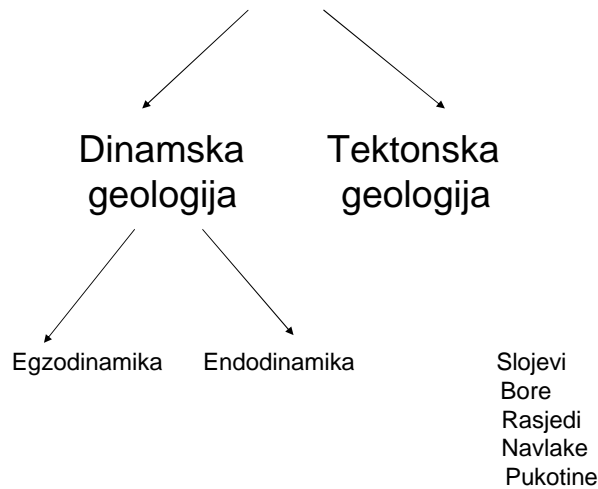 Dinamska
geologija
Tektonska
geologija
Egzodinamika
Endodinamika
Slojevi
Bore
Rasjedi
Navlake
Pukotine